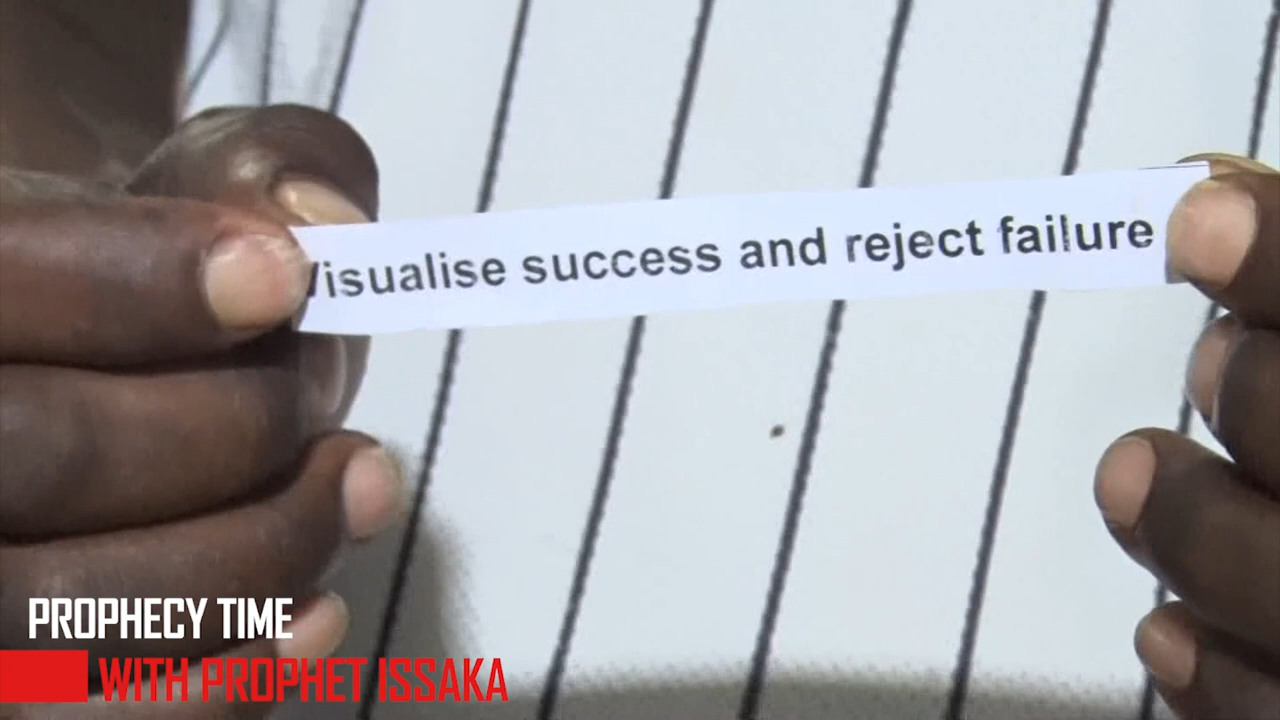 Visualise success and reject failure
PROPHECY TIME
WITH PROPHET ISSAKA